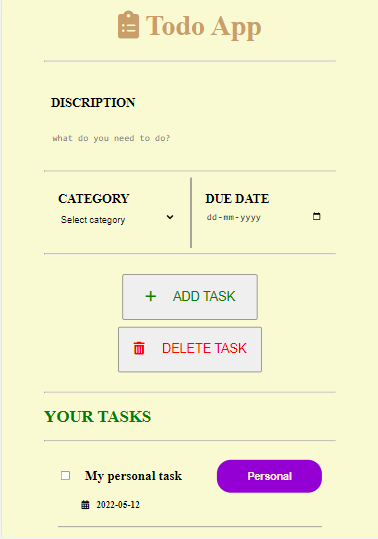 Todo App
DISCRIPTION
what do you need to do?
CATEGORY
Select category
DUE DATE
dd-mm-yyyy
ADD TASK
DELETE TASK
YOUR TASKS
My personal task
Personal
2022-05-12